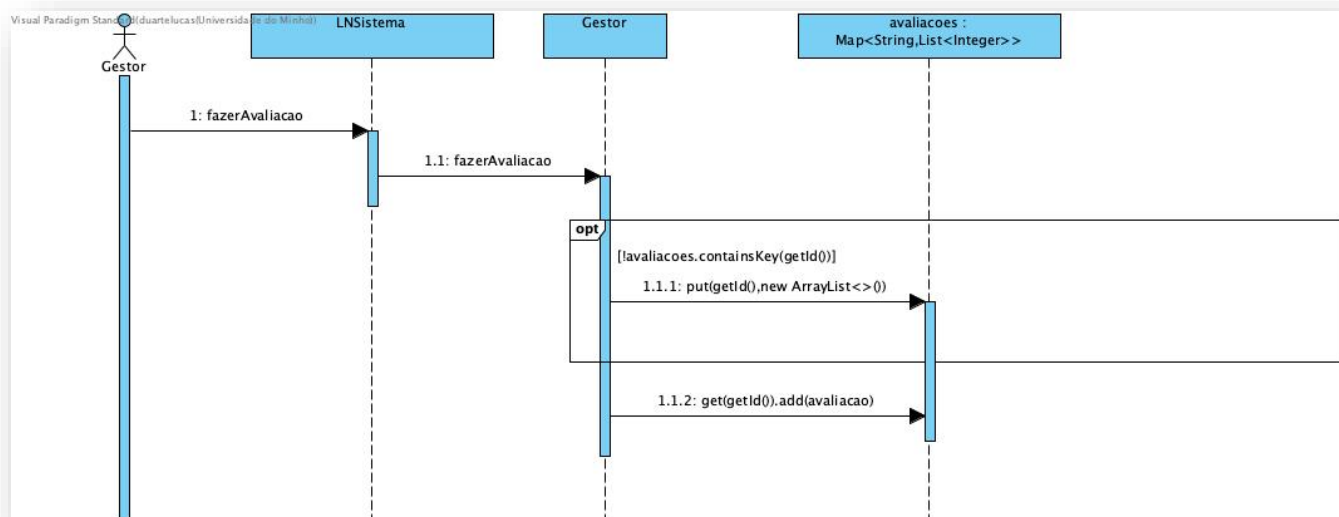 Visual Paradigm Standard(duartelucas(Universidade do Minho))
Gestor
LNSistema
Gestor
avaliacoes :
Map<String,List<Integer>>
1: fazerAvaliacao
1.1: fazerAvaliacao
opt
[!avaliacoes.containsKey(getId())]
1.1.1: put(getId(),new ArrayList<>())
1.1.2: get(getId()).add(avaliacao)